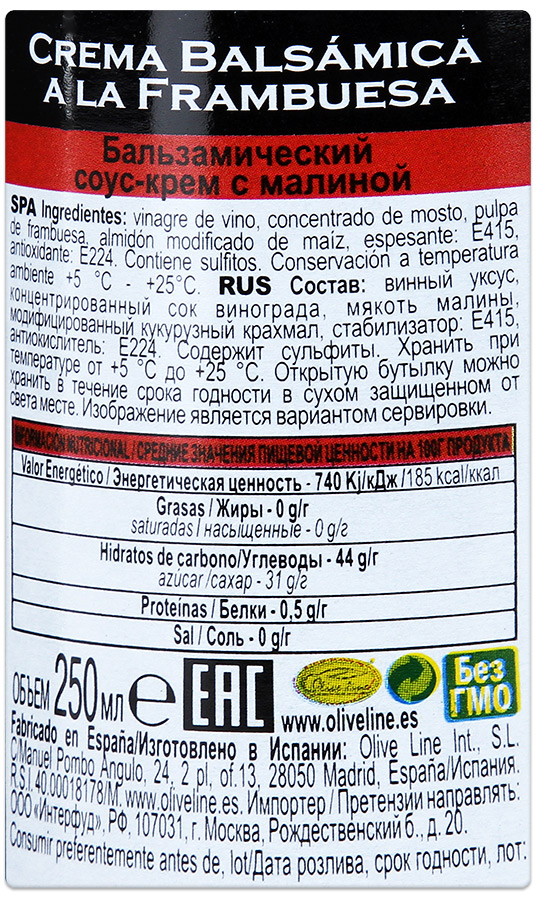 CREMA BALSÁMICA
A LA FRAMBUESA
Бальзамический
соус-крем с малиной
SPA Ingredientes: vinagre de vino, concentrado de mosto, pulpa
de frambuesa, almidón modificado de maíz, espesante: E415,
antioxidante: E224. Contiene sulfitos. Conservación a temperatura
ambiente +5 °C - +25°C. RUS Состав: винный уксус,
концентрированный сок винограда, мякоть малины,
модифицированный кукурузный крахмал, стабилизатор: E415,
антиокислитель: E224. Содержит сульфиты. Хранить при
температуре от +5 °C до +25 °C. Открытую бутылку можно
хранить в течение срока годности в сухом защищенном от
света месте. Изображение является вариантом сервировки.
INFORMACIÓN NUTRICIONAL / СРЕДНИЕ ЗНАЧЕНИЯ ПИЩЕВОЙ ЦЕННОСТИ НА 100Г ПРОДУКТА
Valor Energético / Энергетическая ценность - 740 Kj/кДж /185 kcal/ккал
Grasas / Жиры - 0 g/г
saturadas / насыщенные - 0 g/г
Hidratos de carbono/Углеводы - 44 g/г
azúcar /сахар - 31 g/г
Proteínas / Белки - 0,5 g/г
Sal / Соль - 0 g/г
ОБЪЕМ 250 мл e EAC Без
ГМО
www.oliveline.es
Fabricado en España/Изготовлено в Испании: Olive Line Int., S.L.
C/Manuel Pombo Angulo, 24, 2 pl, of.13, 28050 Madrid, España/Испания.
R.S.I.40.00018178/M. www.oliveline.es. Импортер / Претензии направлять:
ООО «Интерфуд», РФ, 107031, г. Москва, Рождественский б., д. 20.
Consumir preferentemente antes de, lot/Дата розлива, срок годности, лот: